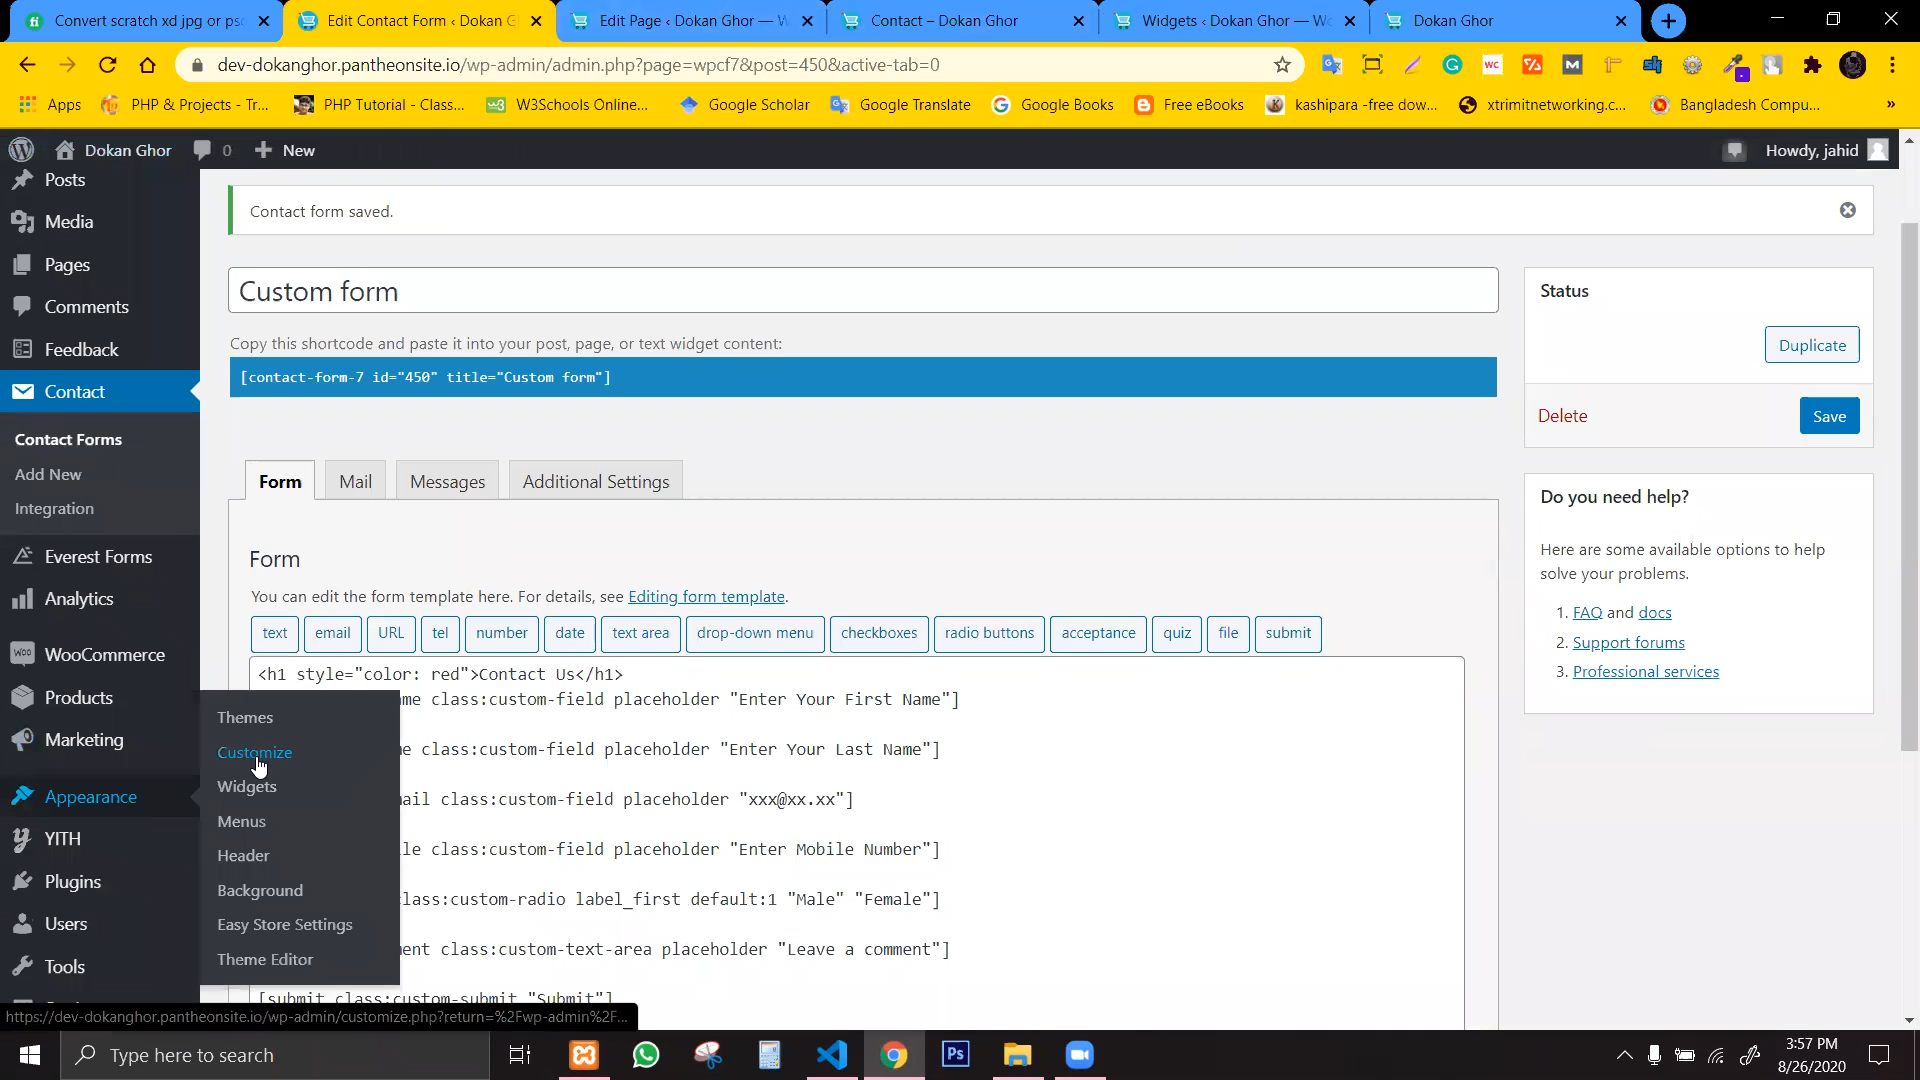 Convert scratch xd jpg or psd
Edit Contact Form ‹ Dokan G
Edit Page ‹ Dokan Ghor — W
Contact – Dokan Ghor
Widgets ‹ Dokan Ghor — Wo
Dokan Ghor
dev-dokanghor.pantheonsite.io/wp-admin/admin.php?page=wpcf7&post=450&active-tab=0
Apps
PHP & Projects - Tr...
PHP Tutorial - Class...
W3Schools Online...
Google Scholar
Google Translate
Google Books
Free eBooks
kashipara -free dow...
xtrimitnetworking.c...
Bangladesh Compu...
»
Dokan Ghor
0
New
Howdy, jahid
Posts
Media
Pages
Comments
Feedback
Contact
Contact Forms
Add New
Integration
Everest Forms
Analytics
WooCommerce
Products
Marketing
Appearance
YITH
Plugins
Users
Tools
Themes
Customize
Widgets
Menus
Header
Background
Easy Store Settings
Theme Editor
Contact form saved.
Custom form
Copy this shortcode and paste it into your post, page, or text widget content:
[contact-form-7 id="450" title="Custom form"]
Form
Mail
Messages
Additional Settings
Form
You can edit the form template here. For details, see Editing form template.
text
email
URL
tel
number
date
text area
drop-down menu
checkboxes
radio buttons
acceptance
quiz
file
submit
<h1 style="color: red">Contact Us</h1>
me class:custom-field placeholder "Enter Your First Name"]
e class:custom-field placeholder "Enter Your Last Name"]
ail class:custom-field placeholder "xxx@xx.xx"]
le class:custom-field placeholder "Enter Mobile Number"]
lass:custom-radio label_first default:1 "Male" "Female"]
ent class:custom-text-area placeholder "Leave a comment"]
[submit class:custom-submit "Submit"]
Status
Duplicate
Delete
Save
Do you need help?
Here are some available options to help
solve your problems.
1. FAQ and docs
2. Support forums
3. Professional services
https://dev-dokanghor.pantheonsite.io/wp-admin/customize.php?return=%2Fwp-admin%2F...
Type here to search
3:57 PM
8/26/2020